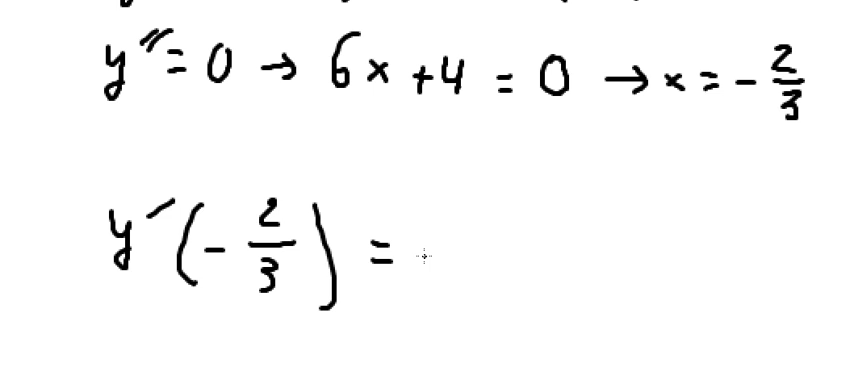 y″ = 0 → 6x + 4 = 0 → x = - 2/3
y′(- 2/3) =